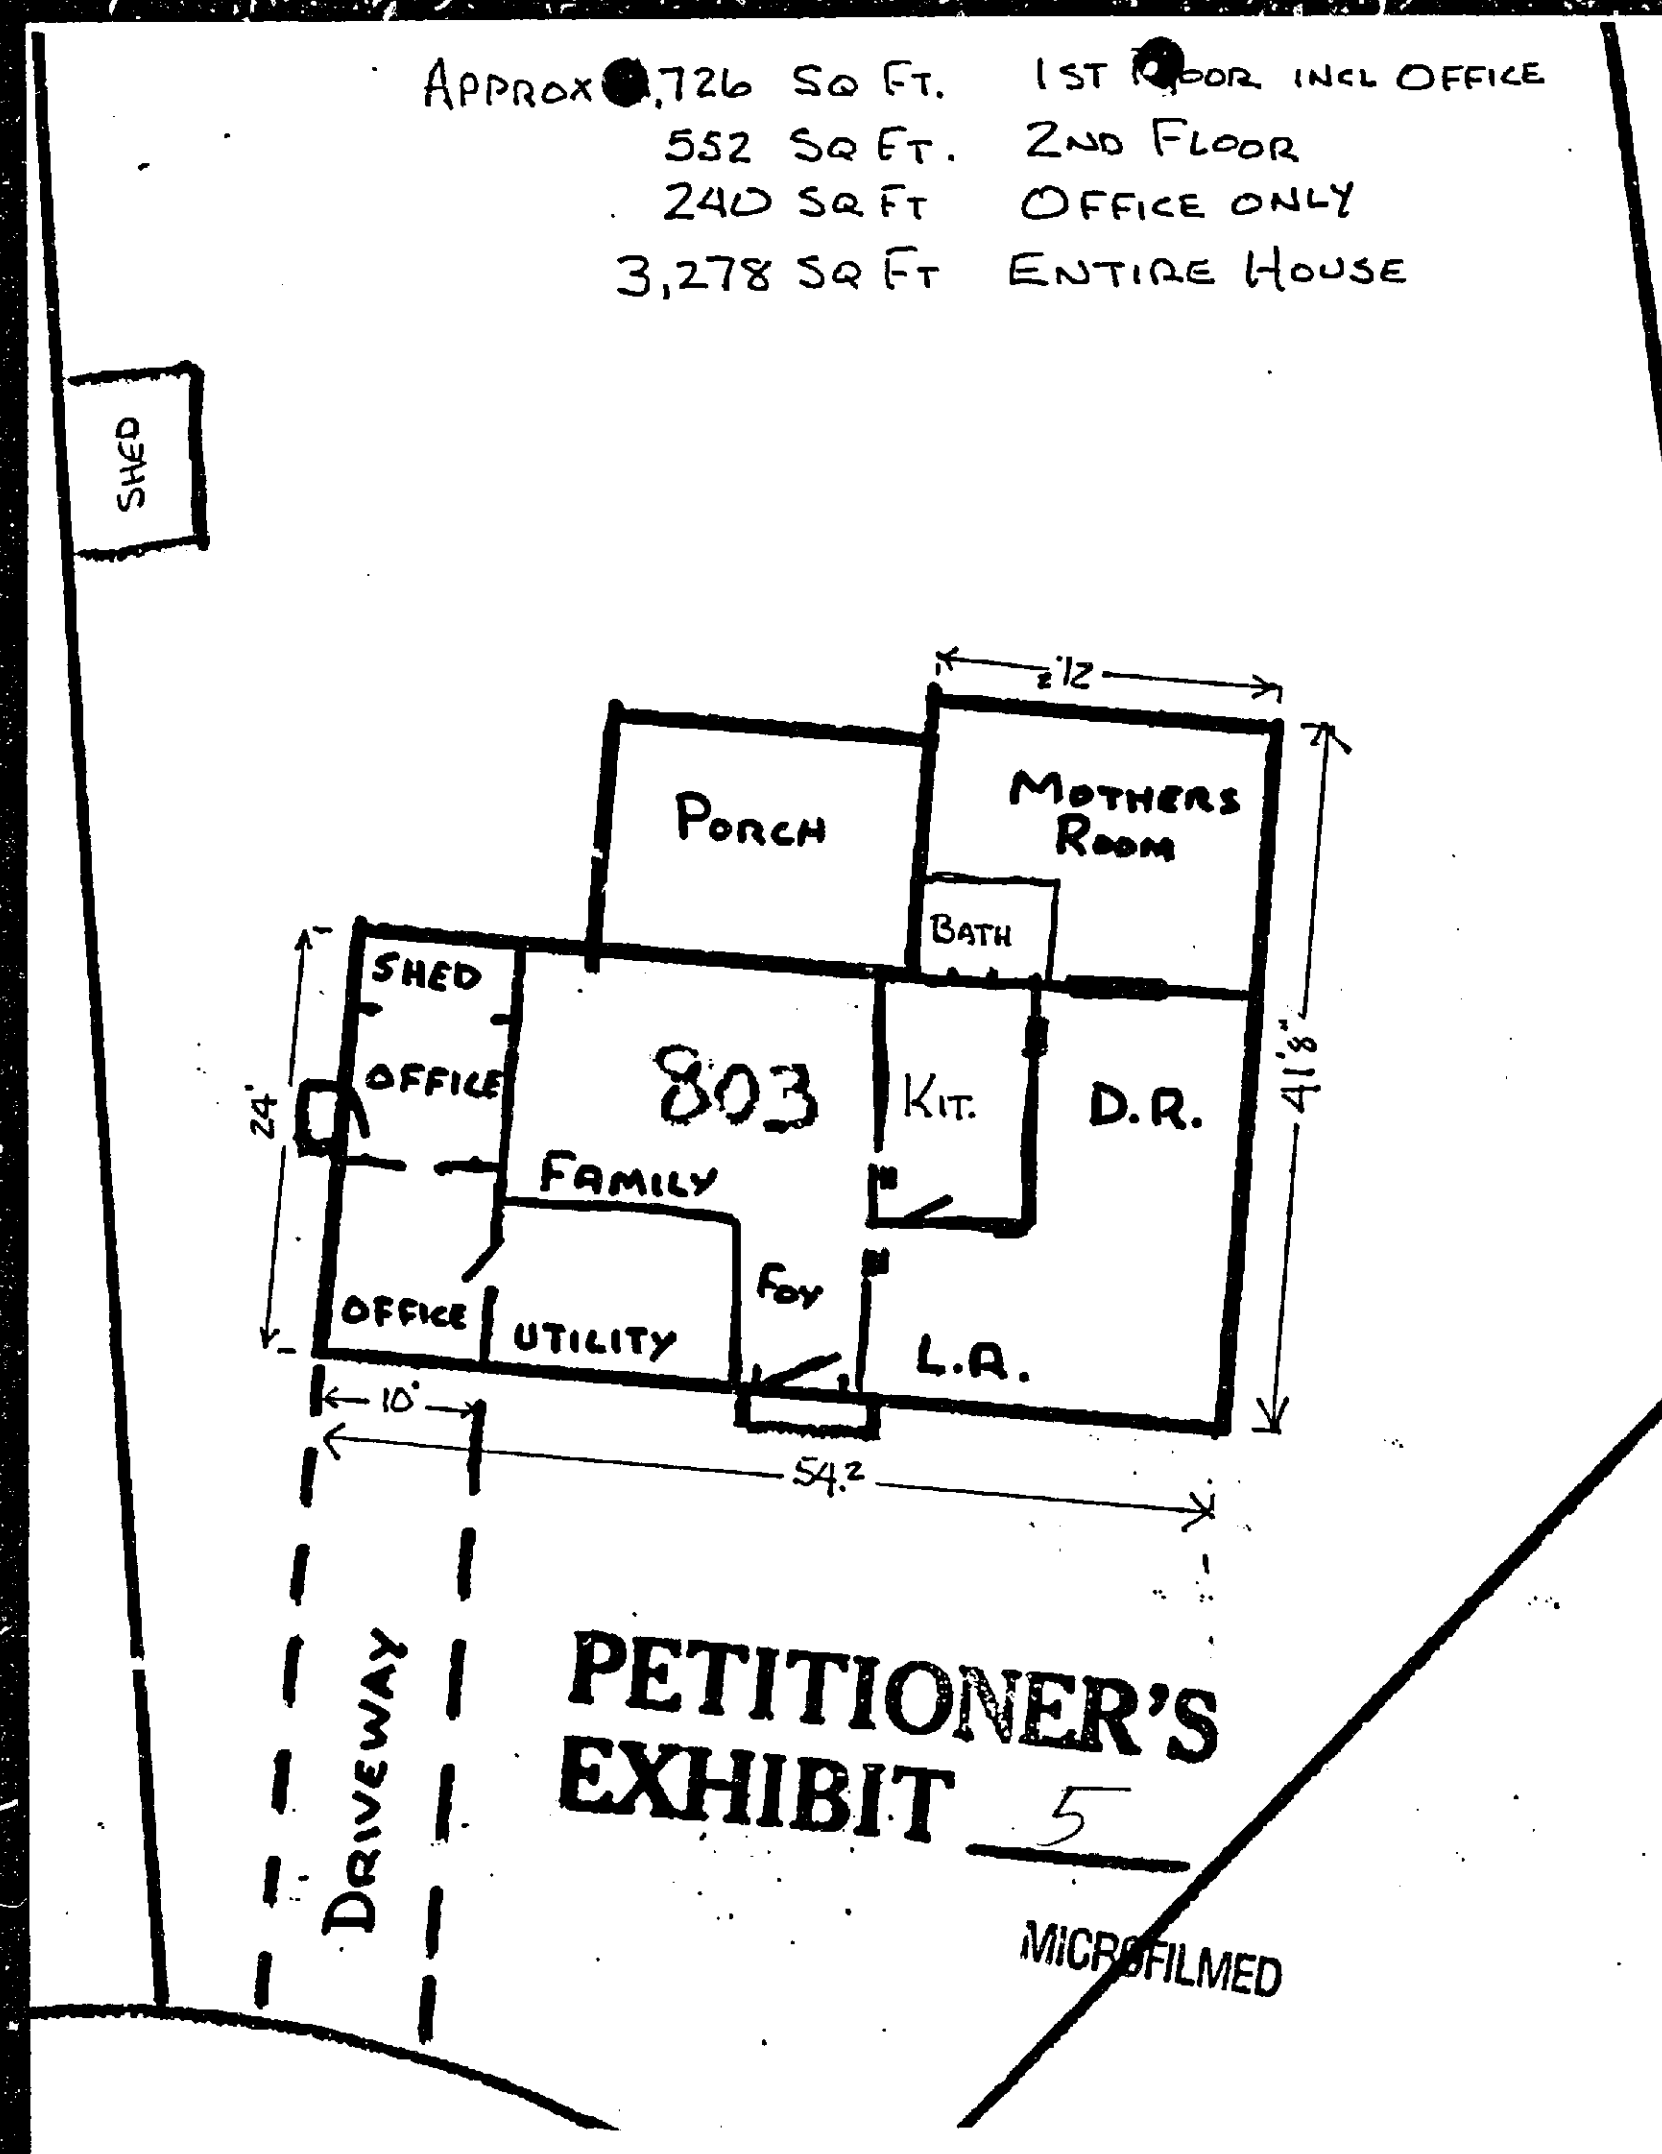 APPROX ,726 SQ FT. 1ST OOR INCL OFFICE
552 SQ FT. 2ND FLOOR
240 SQ FT OFFICE ONLY
3,278 SQ FT ENTIRE HOUSE
SHED
PORCH
MOTHERS
ROOM
BATH
SHED
OFFICE
803
KIT.
D.R.
24'
41'8"
FAMILY
FOY
OFFICE
UTILITY
L.R.
10'
54.2
DRIVEWAY
PETITIONER'S
EXHIBIT 5
MICROFILMED